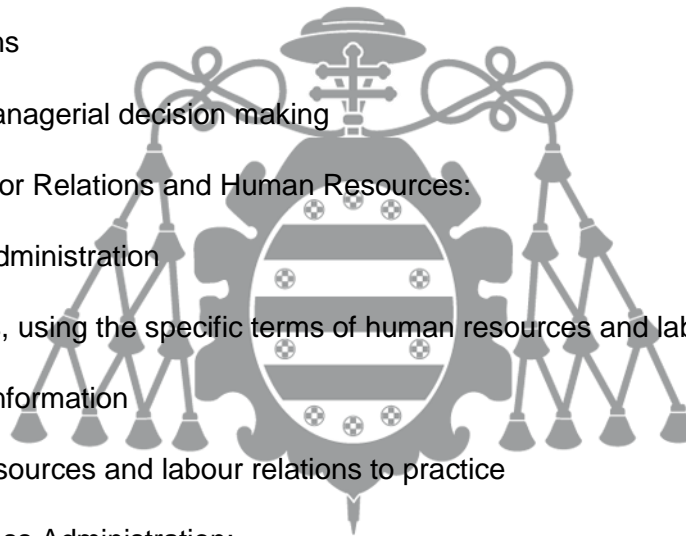 ns
anagerial decision making
or Relations and Human Resources:
dministration
, using the specific terms of human resources and lab
nformation
sources and labour relations to practice